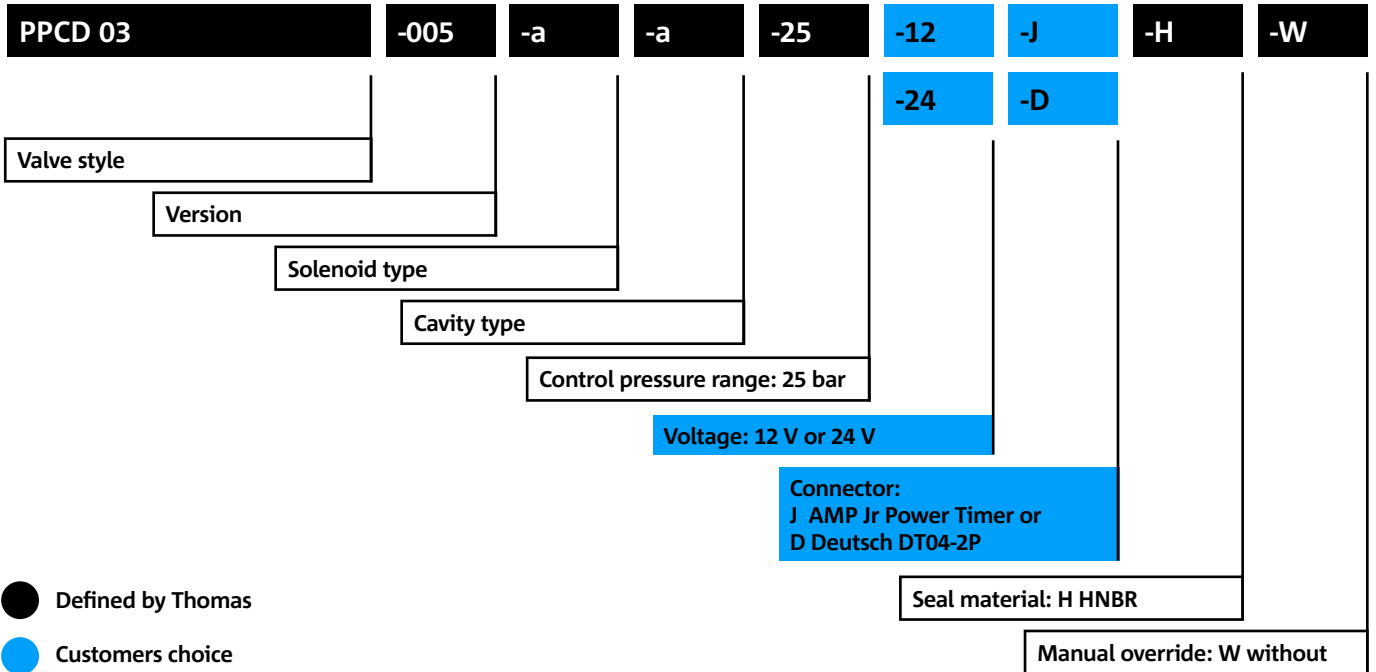 PPCD 03 -005 -a -a -25 -12 -J -H -W
-24 -D
Valve style
Version
Solenoid type
Cavity type
Control pressure range: 25 bar
Voltage: 12 V or 24 V
Connector:
J AMP Jr Power Timer or
D Deutsch DT04-2P
Defined by Thomas
Seal material: H HNBR
Customers choice
Manual override: W without